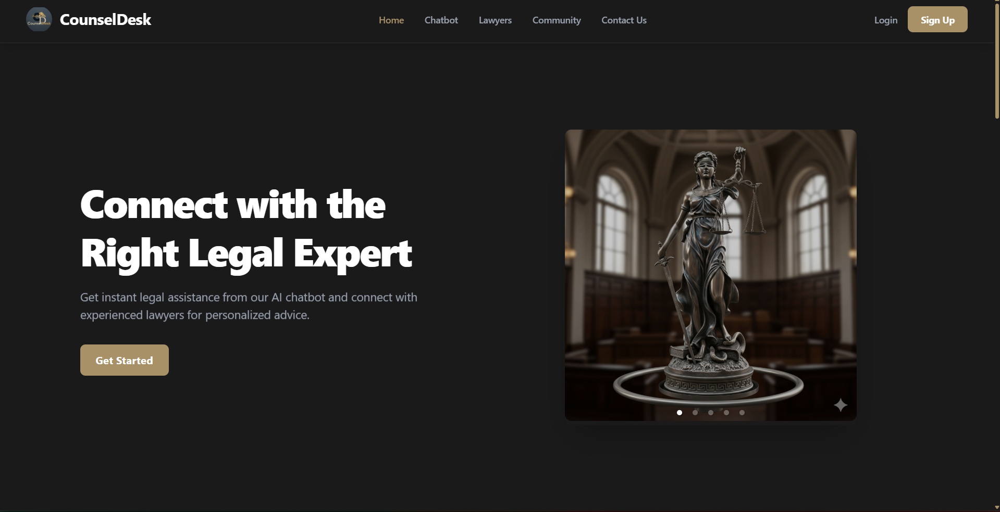 CounselDesk
CounselDesk
Home
Chatbot
Lawyers
Community
Contact Us
Login
Sign Up
Connect with the
Right Legal Expert
Get instant legal assistance from our AI chatbot and connect with
experienced lawyers for personalized advice.
Get Started